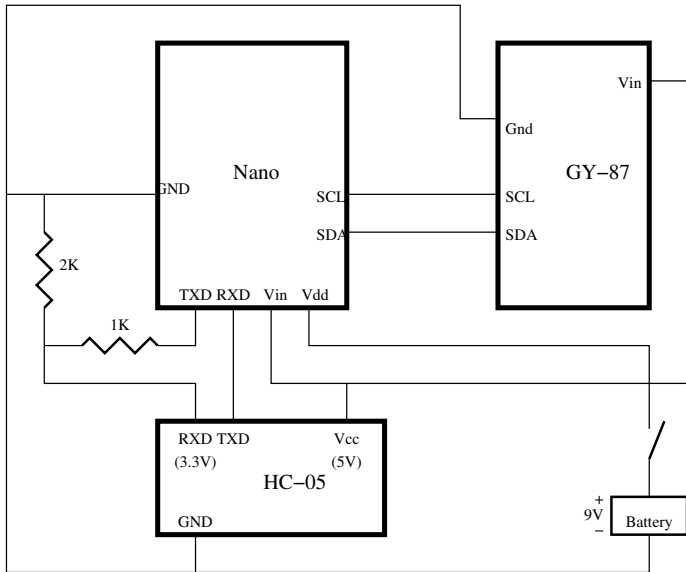 Vin
Gnd
Nano
GY−87
GND
SCL
SCL
SDA
SDA
2K
TXD RXD Vin Vdd
1K
RXD TXD Vcc
(3.3V) (5V)
HC−05
GND
+
9V
−
Battery